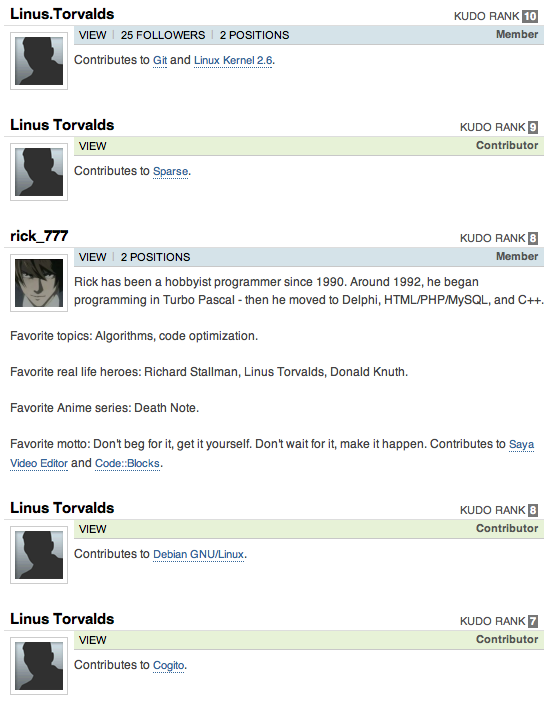 Linus.Torvalds
KUDO RANK 10
VIEW | 25 FOLLOWERS | 2 POSITIONS
Member
Contributes to Git and Linux Kernel 2.6.
Linus Torvalds
KUDO RANK 9
VIEW
Contributor
Contributes to Sparse.
rick_777
KUDO RANK 8
VIEW | 2 POSITIONS
Member
Rick has been a hobbyist programmer since 1990. Around 1992, he began
programming in Turbo Pascal - then he moved to Delphi, HTML/PHP/MySQL, and C++.
Favorite topics: Algorithms, code optimization.
Favorite real life heroes: Richard Stallman, Linus Torvalds, Donald Knuth.
Favorite Anime series: Death Note.
Favorite motto: Don't beg for it, get it yourself. Don't wait for it, make it happen. Contributes to Saya
Video Editor and Code::Blocks.
Linus Torvalds
KUDO RANK 8
VIEW
Contributor
Contributes to Debian GNU/Linux.
Linus Torvalds
KUDO RANK 7
VIEW
Contributor
Contributes to Cogito.